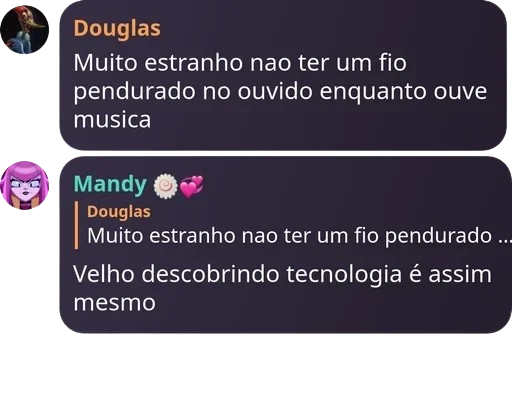 Douglas
Muito estranho nao ter um fio
pendurado no ouvido enquanto ouve
musica
Mandy 🍥💞
Douglas
Muito estranho nao ter um fio pendurado ...
Velho descobrindo tecnologia é assim
mesmo